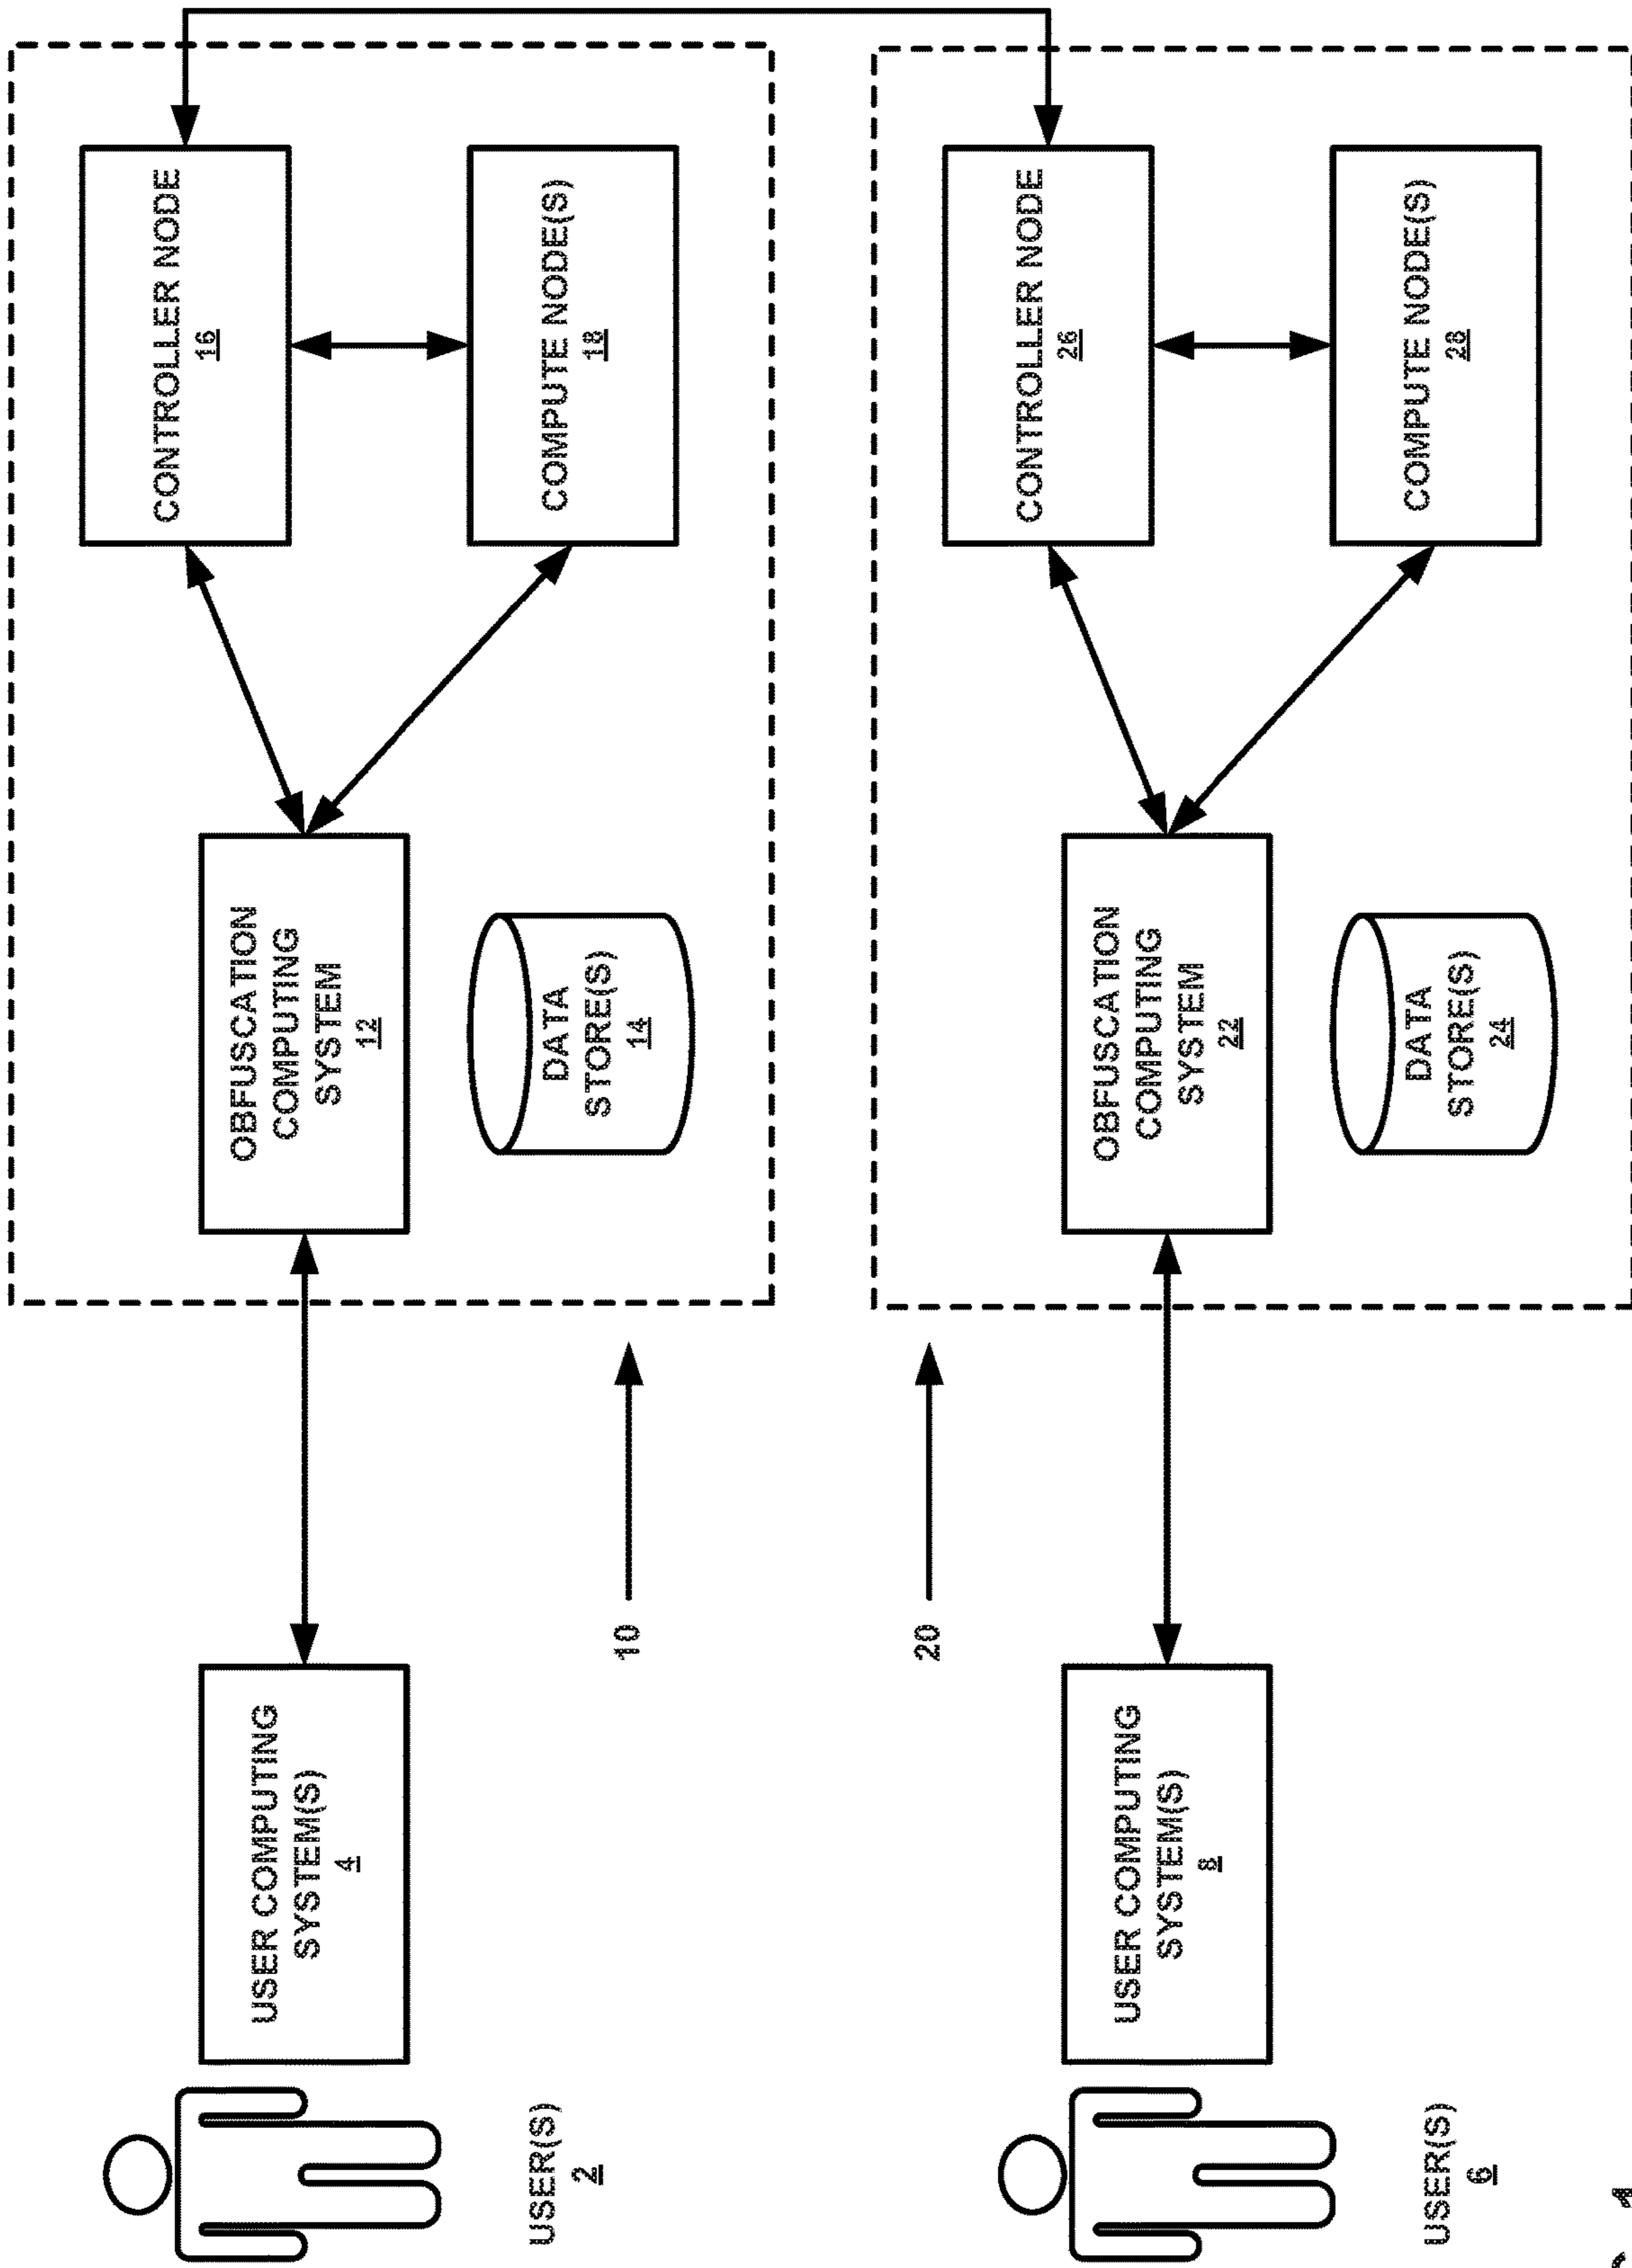 USER(S)
2
USER COMPUTING
SYSTEM(S)
4
10
OBFUSCATION
COMPUTING
SYSTEM
12
DATA
STORE(S)
14
CONTROLLER NODE
16
COMPUTE NODE(S)
18
USER(S)
6
USER COMPUTING
SYSTEM(S)
8
20
OBFUSCATION
COMPUTING
SYSTEM
22
DATA
STORE(S)
24
CONTROLLER NODE
26
COMPUTE NODE(S)
28